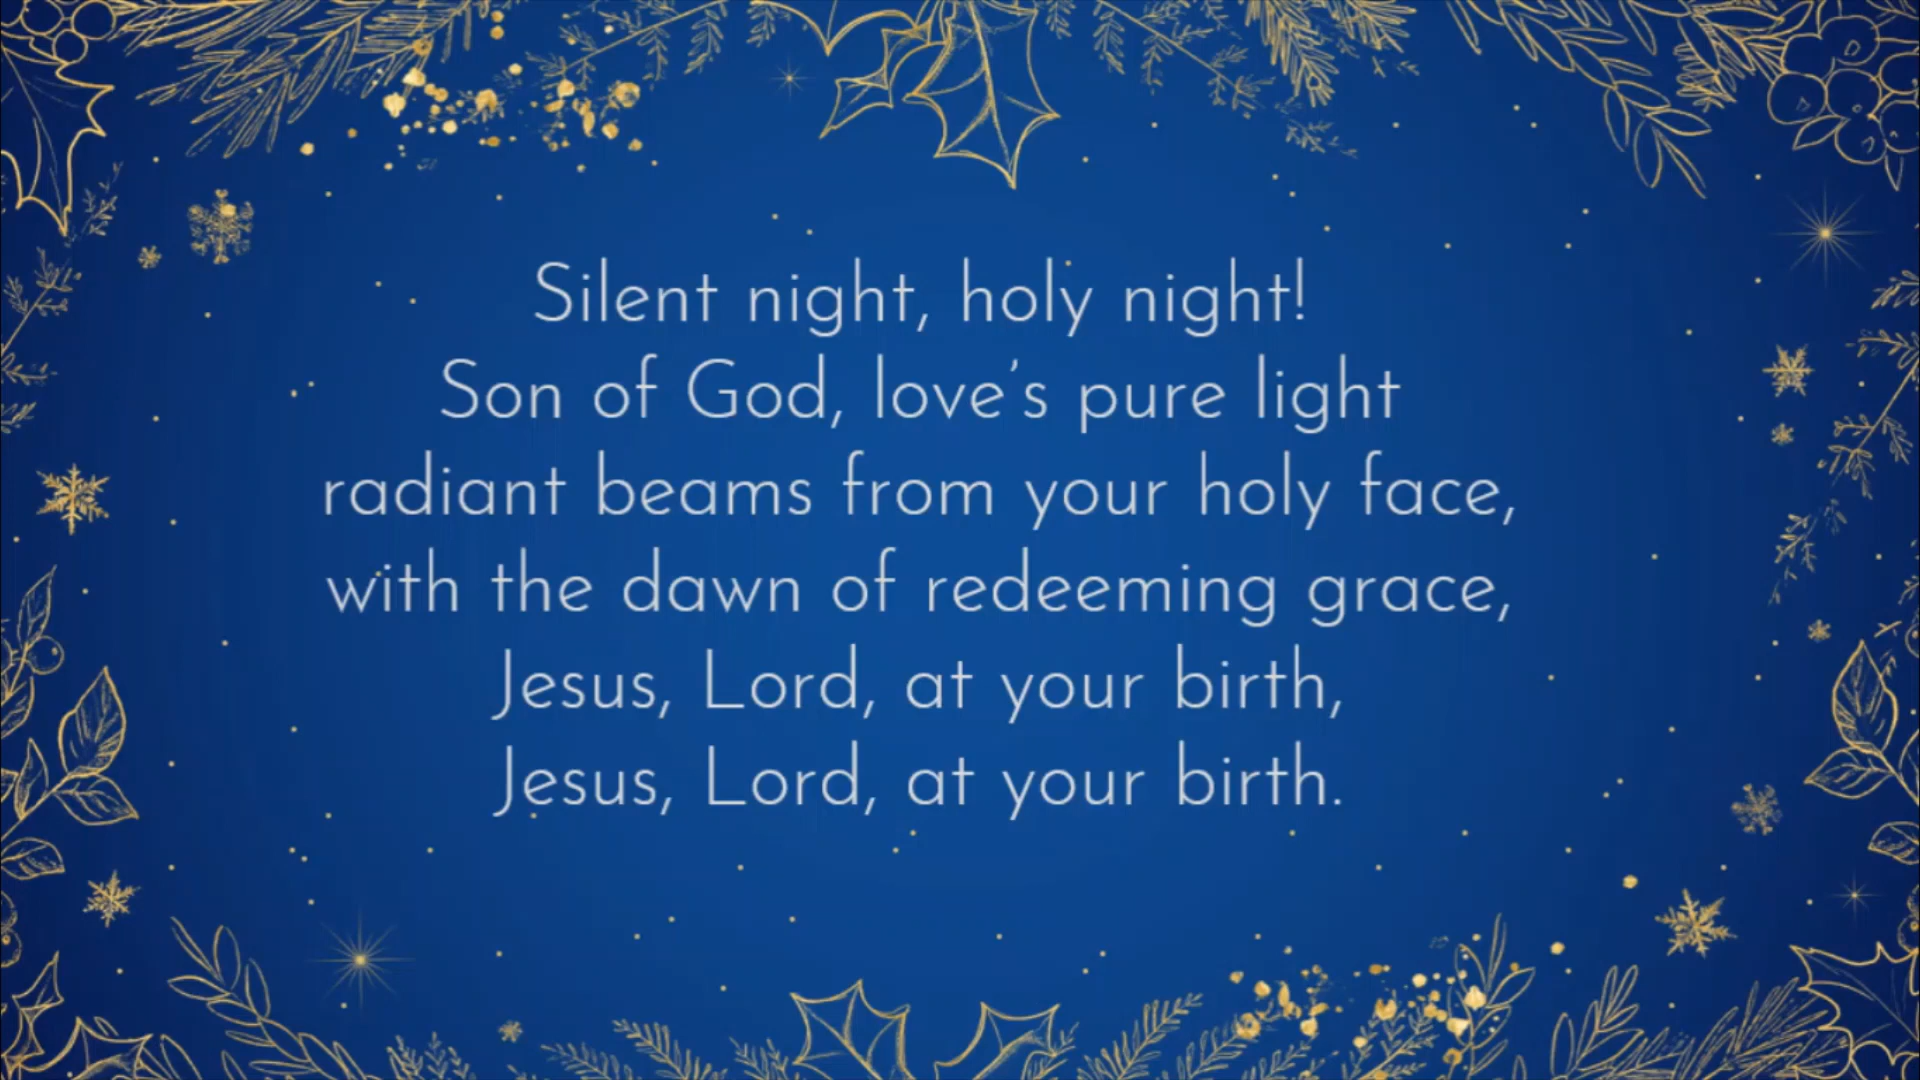 Silent night, holy night!
Son of God, love's pure light
radiant beams from your holy face,
with the dawn of redeeming grace,
Jesus, Lord, at your birth,
Jesus, Lord, at your birth.